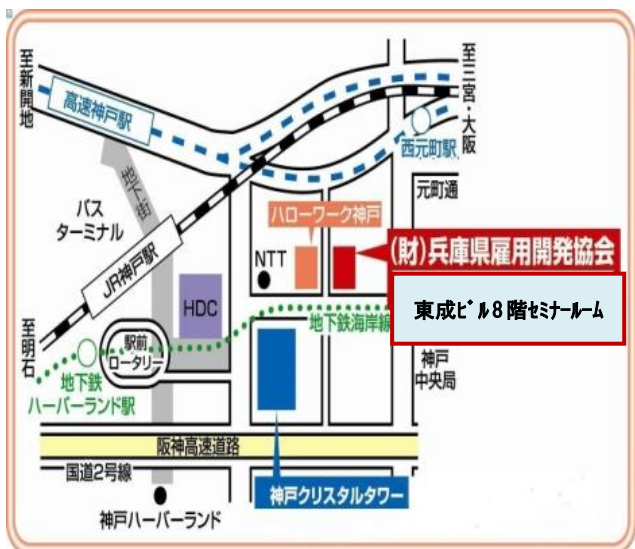 至新開地
高速神戸駅
至三宮・大阪
西元町駅
元町通
地下街
バス
ターミナル
JR神戸駅
ハローワーク神戸
NTT
(財)兵庫県雇用開発協会
東成ビル8階セミナールーム
HDC
地下鉄海岸線
至明石
駅前
ロータリー
地下鉄
ハーバーランド駅
神戸
中央局
阪神高速道路
国道2号線
神戸クリスタルタワー
神戸ハーバーランド